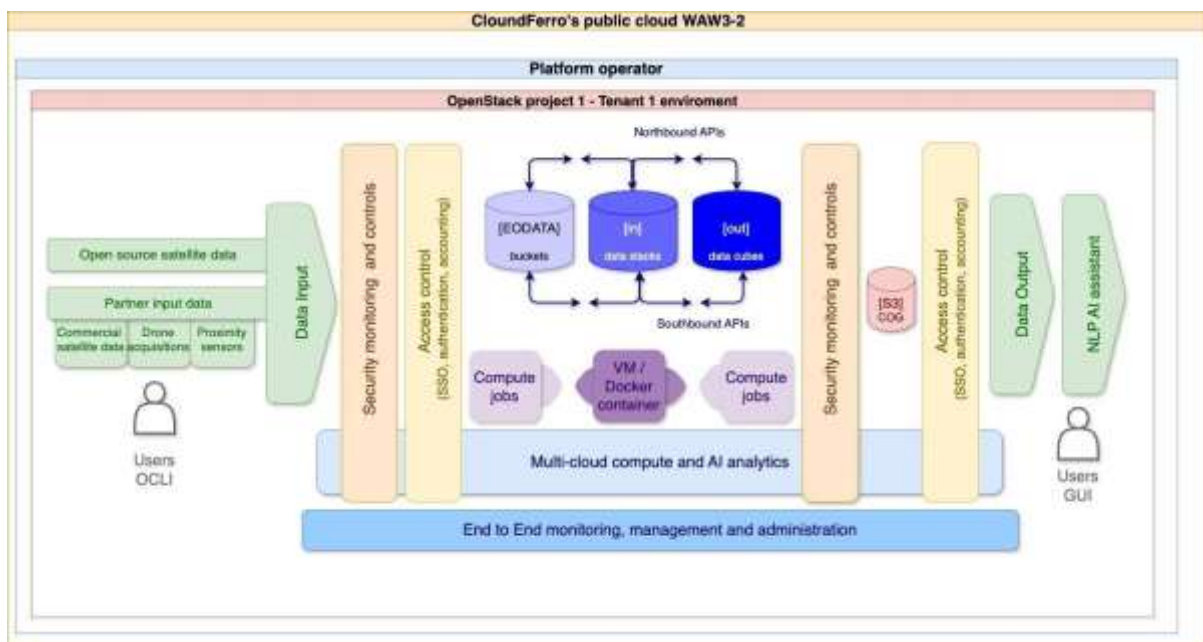 CloundFerro's public cloud WAW3-2
Platform operator
OpenStack project 1 - Tenant 1 enviroment
Northbound APIs
[EODATA]
buckets
[in]
data stacks
[out]
data cubes
Southbound APIs
Open source satellite data
Partner input data
Commercial
satellite data
Drone
acquisitions
Proximity
sensors
Users
OCLI
Data Input
Security monitoring and controls
Access control
(SSO, authentication, accounting)
Compute
jobs
VM /
Docker
container
Compute
jobs
Security monitoring and controls
[S3]
COG
Access control
(SSO, authentication, accounting)
Data Output
NLP AI assistant
Users
GUI
Multi-cloud compute and AI analytics
End to End monitoring, management and administration